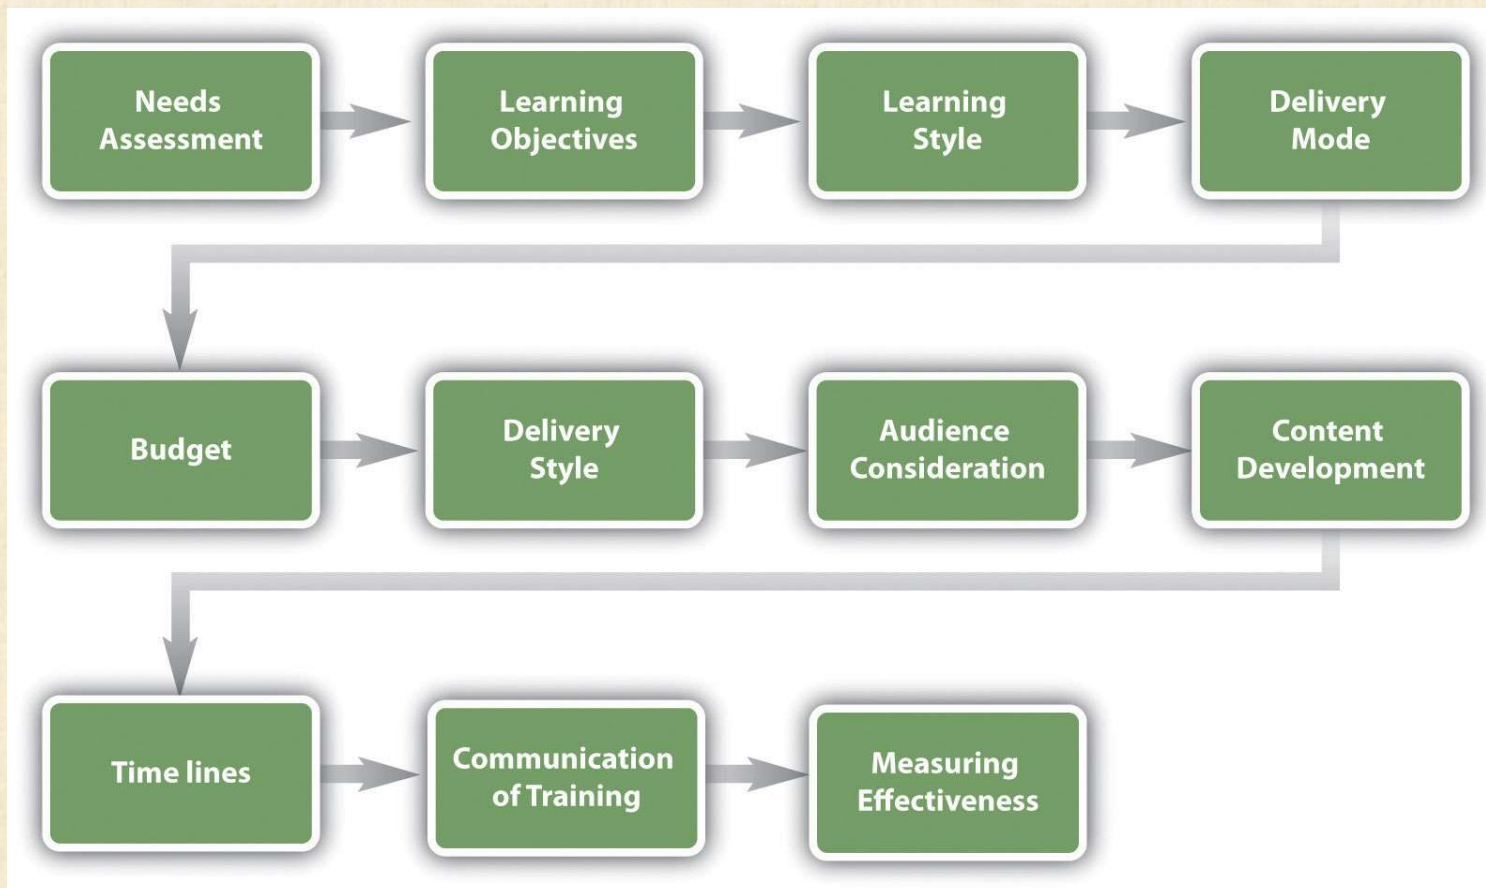 Needs
Assessment
Learning
Objectives
Learning
Style
Delivery
Mode
Budget
Delivery
Style
Audience
Consideration
Content
Development
Time lines
Communication
of Training
Measuring
Effectiveness